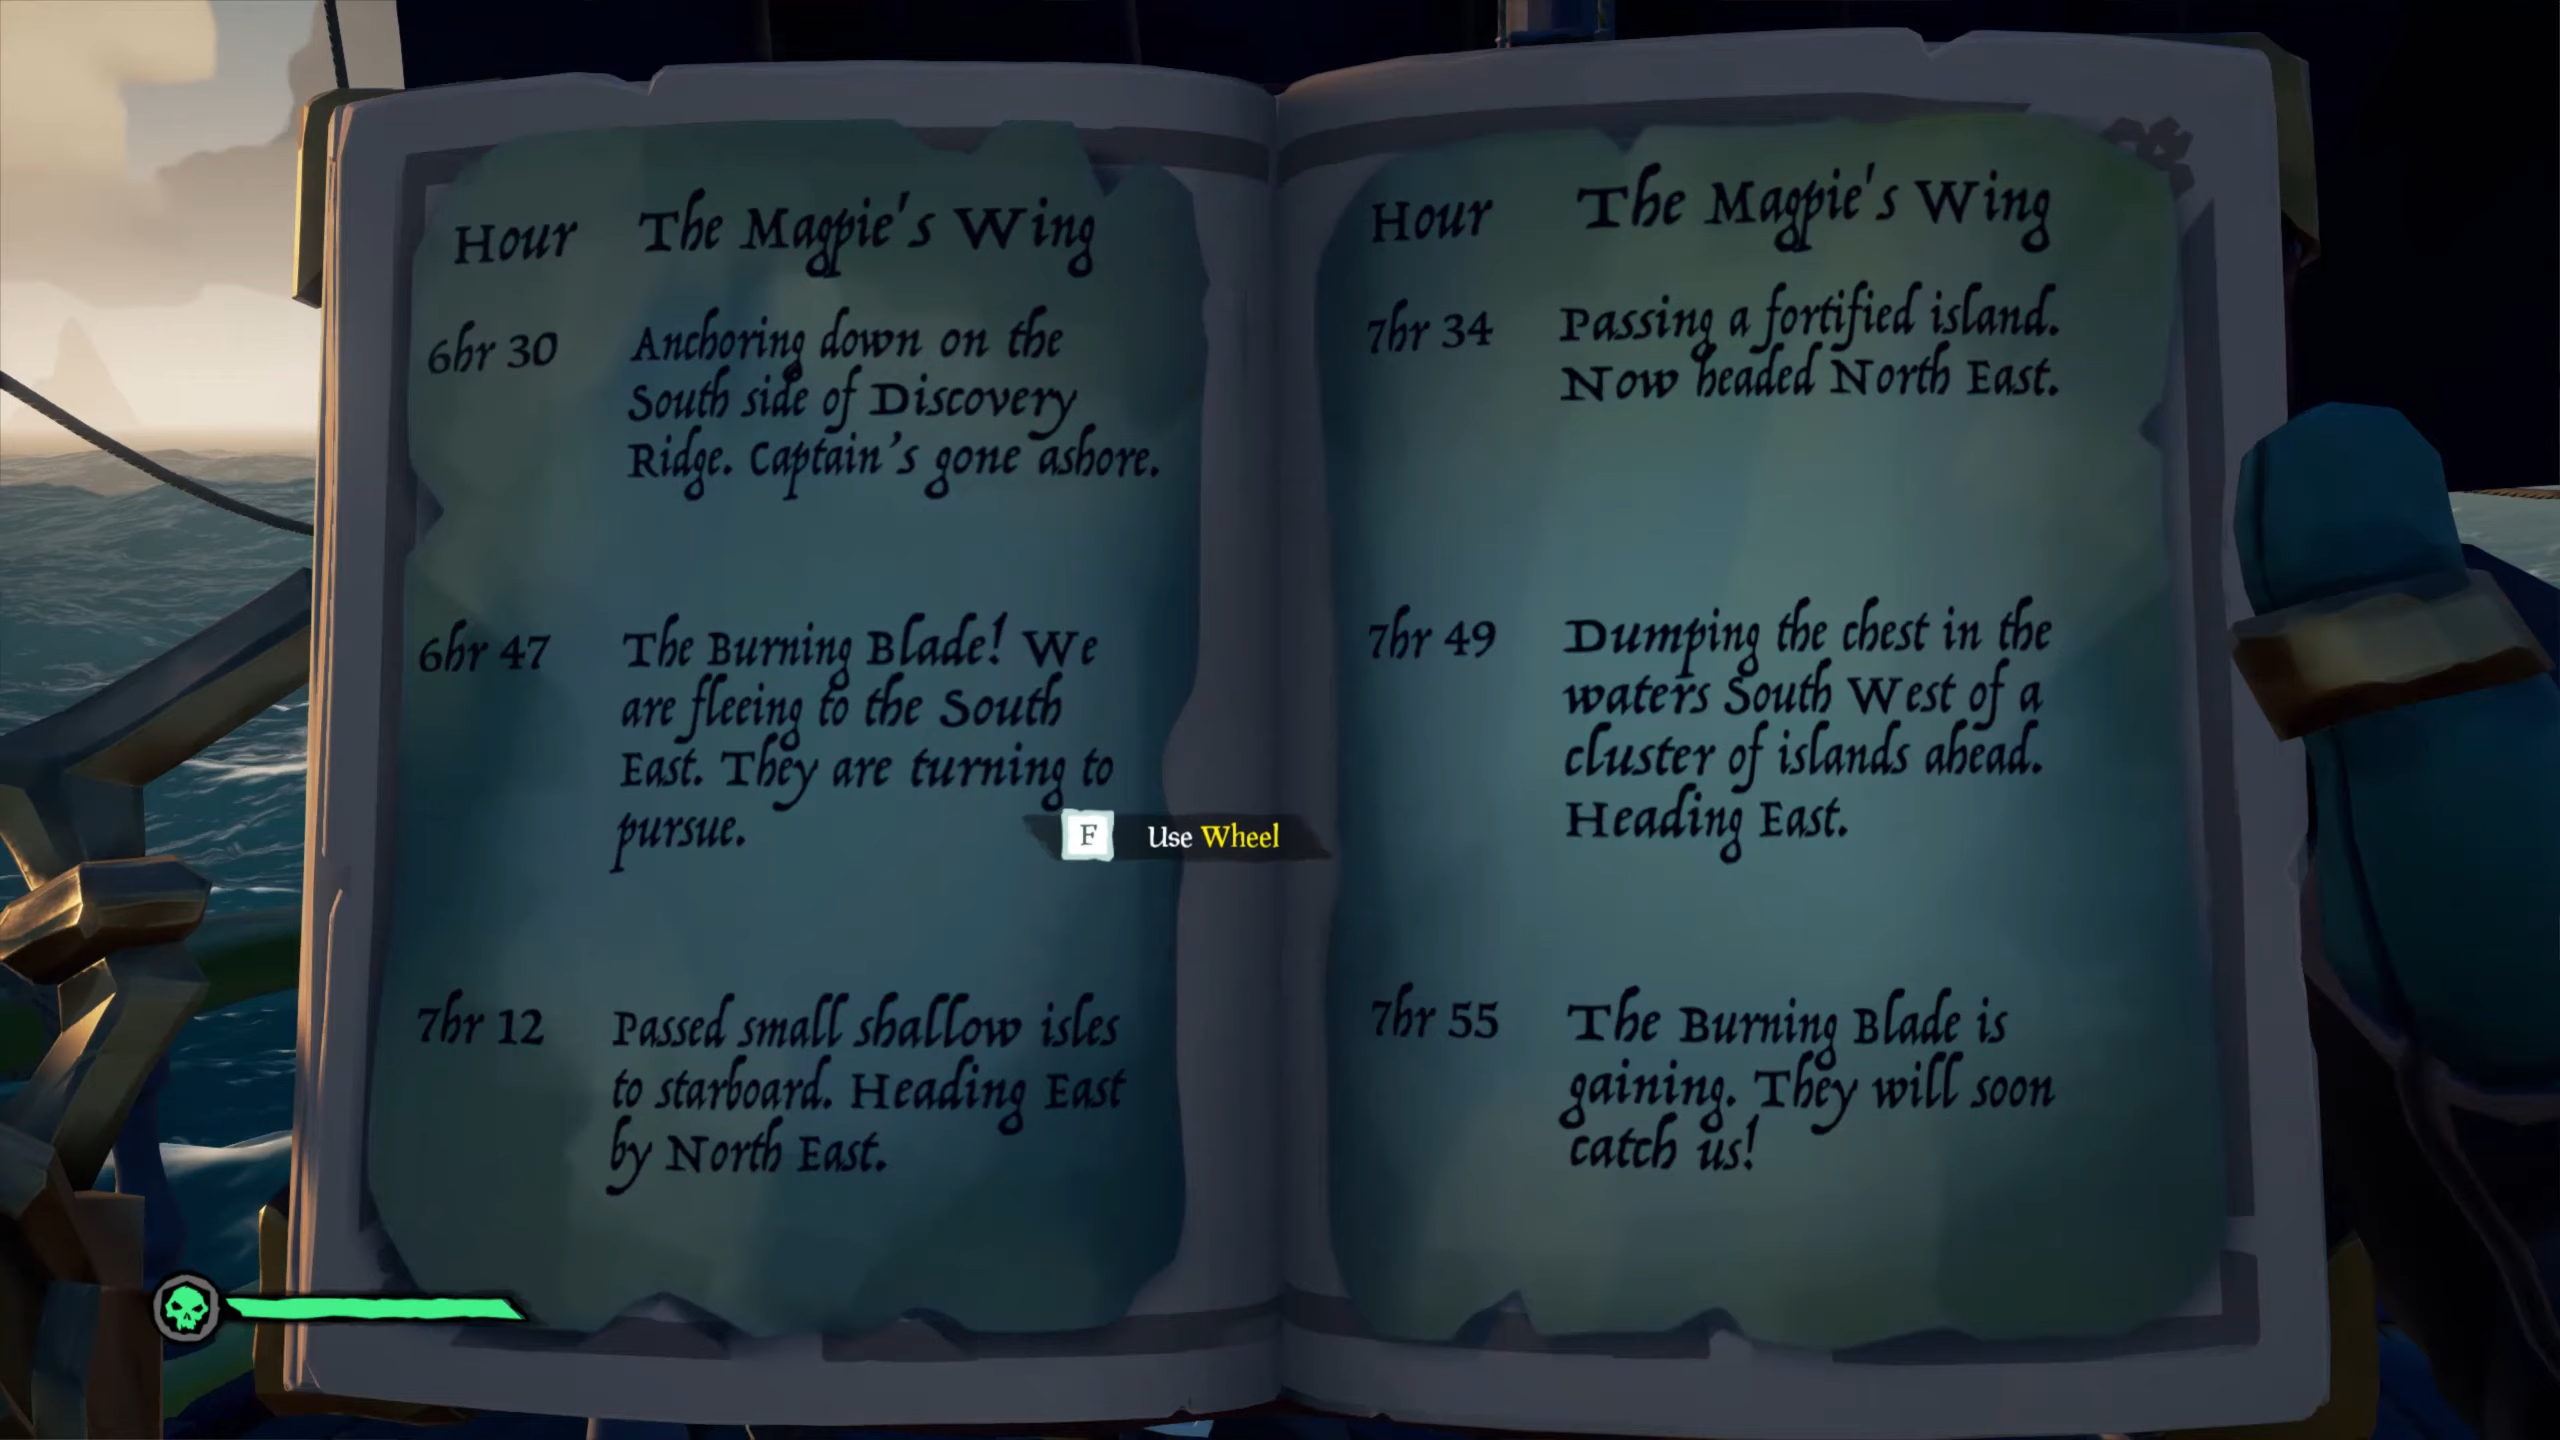 Hour The Magpie's Wing
6hr 30 Anchoring down on the
South side of Discovery
Ridge. Captain's gone ashore.
6hr 47 The Burning Blade! We
are fleeing to the South
East. They are turning to
pursue.
7hr 12 Passed small shallow isles
to starboard. Heading East
by North East.
Hour The Magpie's Wing
7hr 34 Passing a fortified island.
Now headed North East.
7hr 49 Dumping the chest in the
waters South West of a
cluster of islands ahead.
Heading East.
7hr 55 The Burning Blade is
gaining. They will soon
catch us!
F Use Wheel